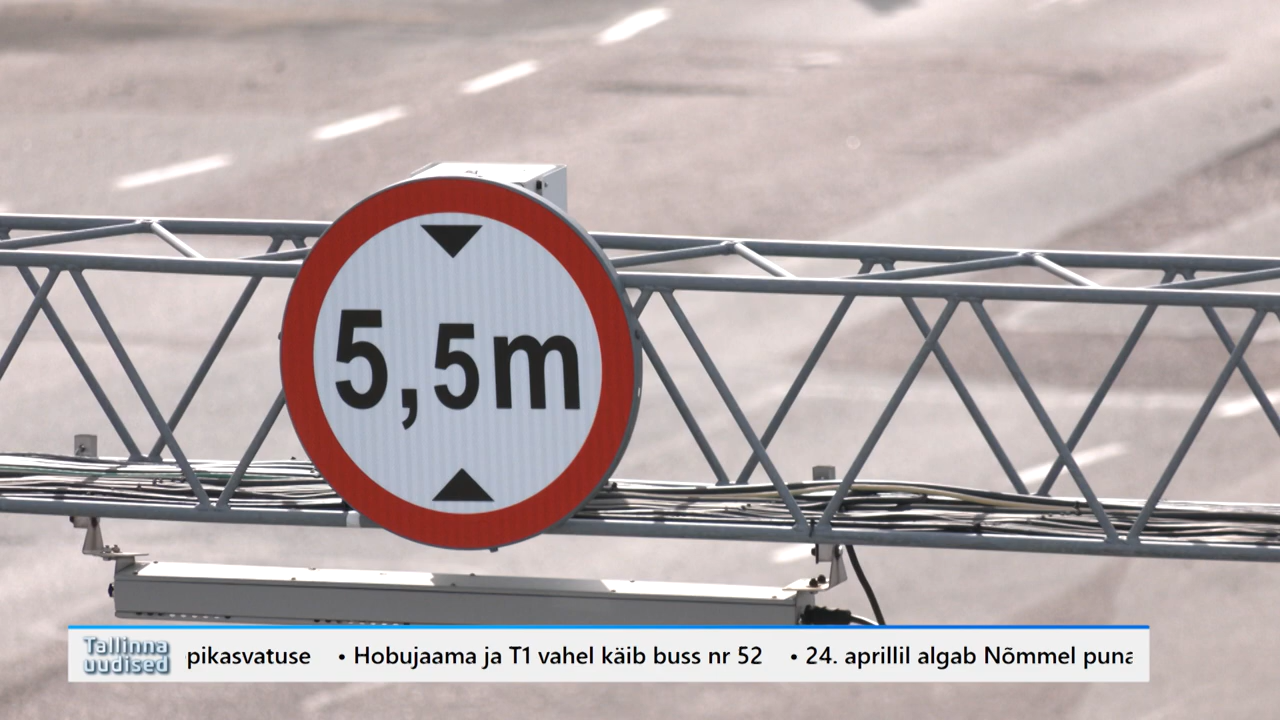 5,5m
Tallinna
uudised
pikasvatuse • Hobujaama ja T1 vahel käib buss nr 52 • 24. aprillil algab Nõmmel puna